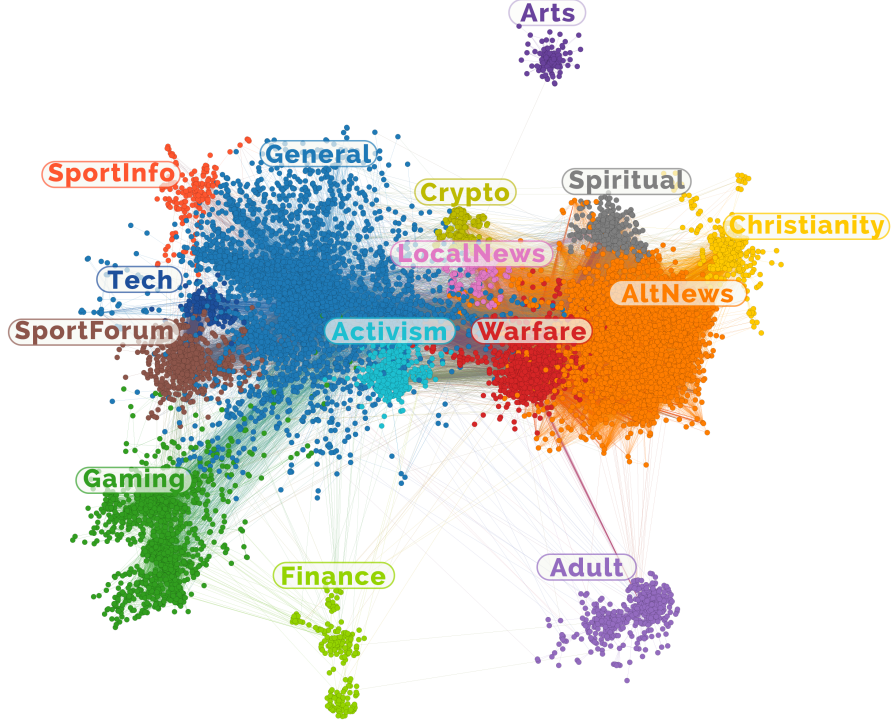 Arts
General
SportInfo
Crypto
Spiritual
Christianity
LocalNews
Tech
AltNews
SportForum
Activism
Warfare
Gaming
Finance
Adult